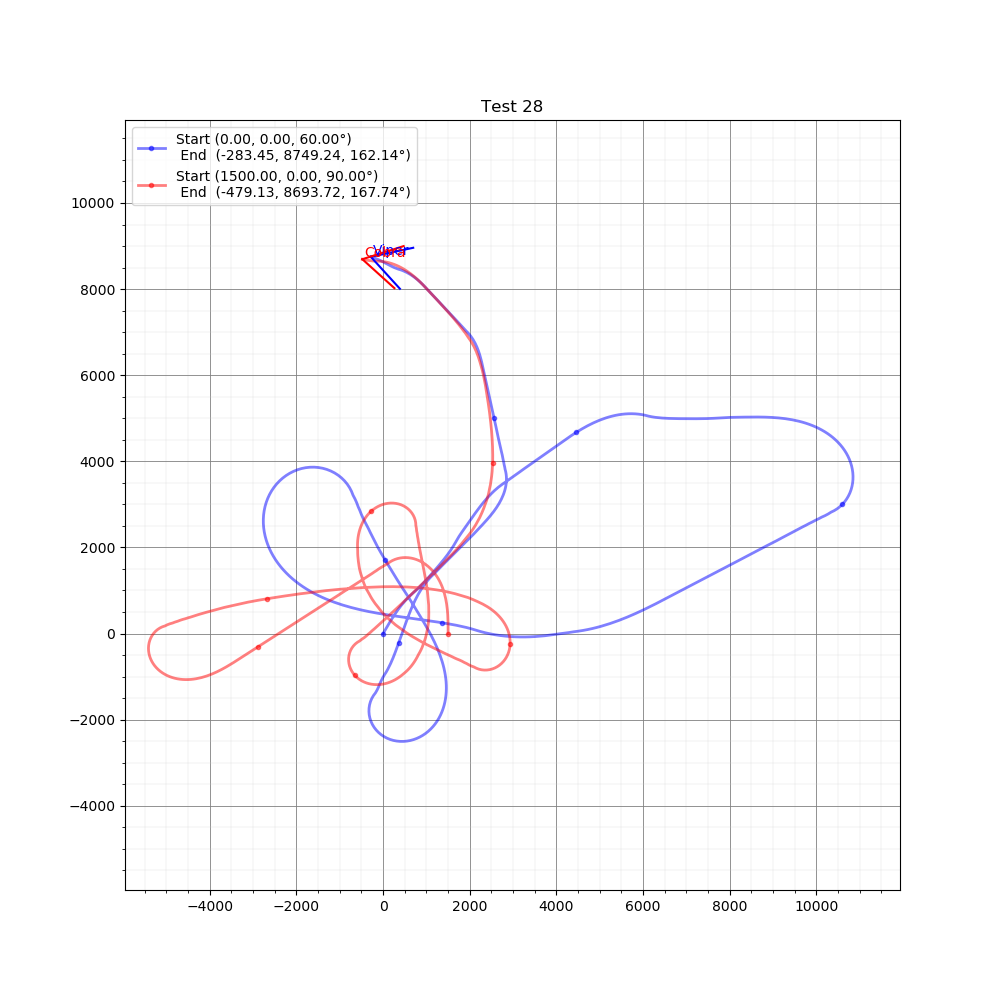 Test 28
Start (0.00, 0.00, 60.00°)
End (-283.45, 8749.24, 162.14°)
Start (1500.00, 0.00, 90.00°)
End (-479.13, 8693.72, 167.74°)
10000
8000
6000
4000
2000
0
−2000
−4000
−4000 −2000 0 2000 4000 6000 8000 10000